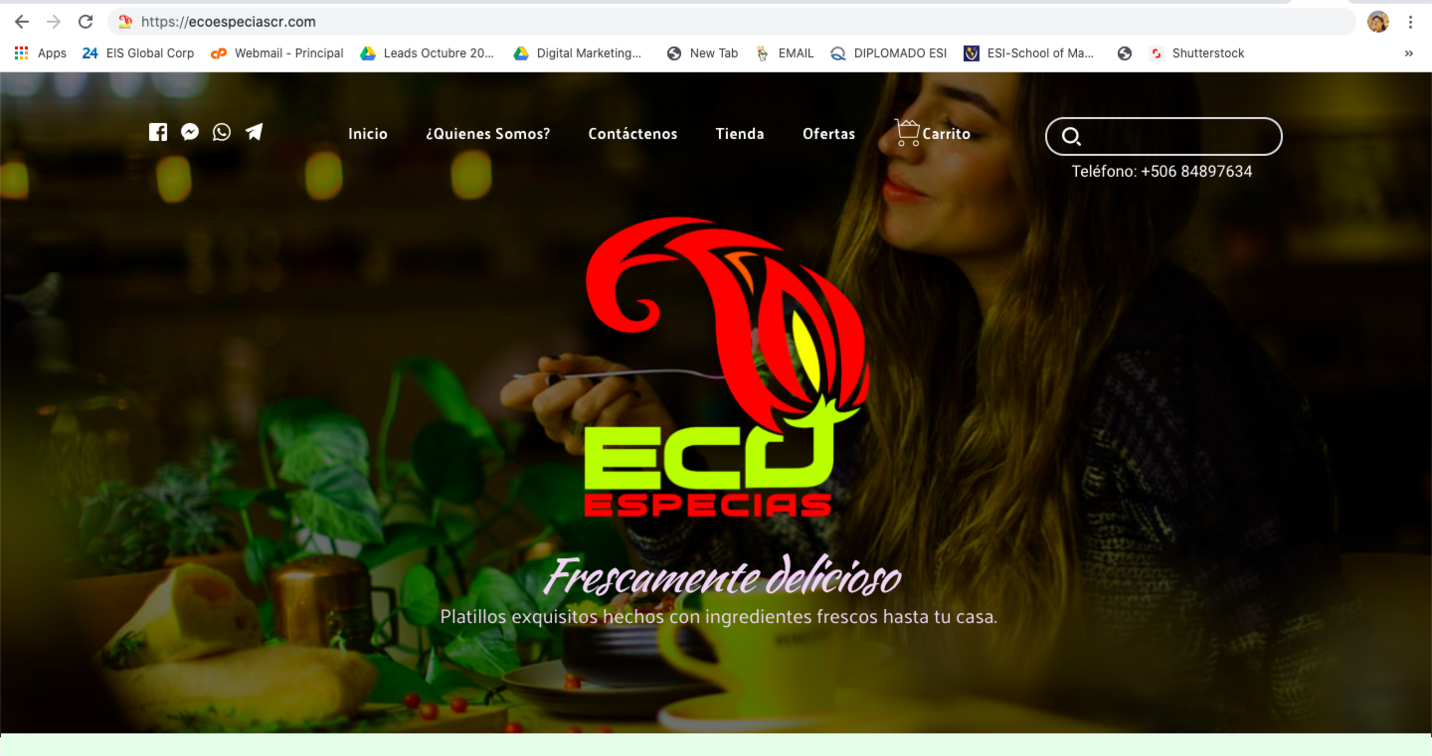 https://ecoespeciascr.com
Apps 24 EIS Global Corp cP Webmail - Principal Leads Octubre 20... Digital Marketing... New Tab EMAIL DIPLOMADO ESI ESI-School of Ma... Shutterstock »
Inicio ¿Quienes Somos? Contáctenos Tienda Ofertas Carrito
Teléfono: +506 84897634
ECO
ESPECIAS
Frescamente delicioso
Platillos exquisitos hechos con ingredientes frescos hasta tu casa.